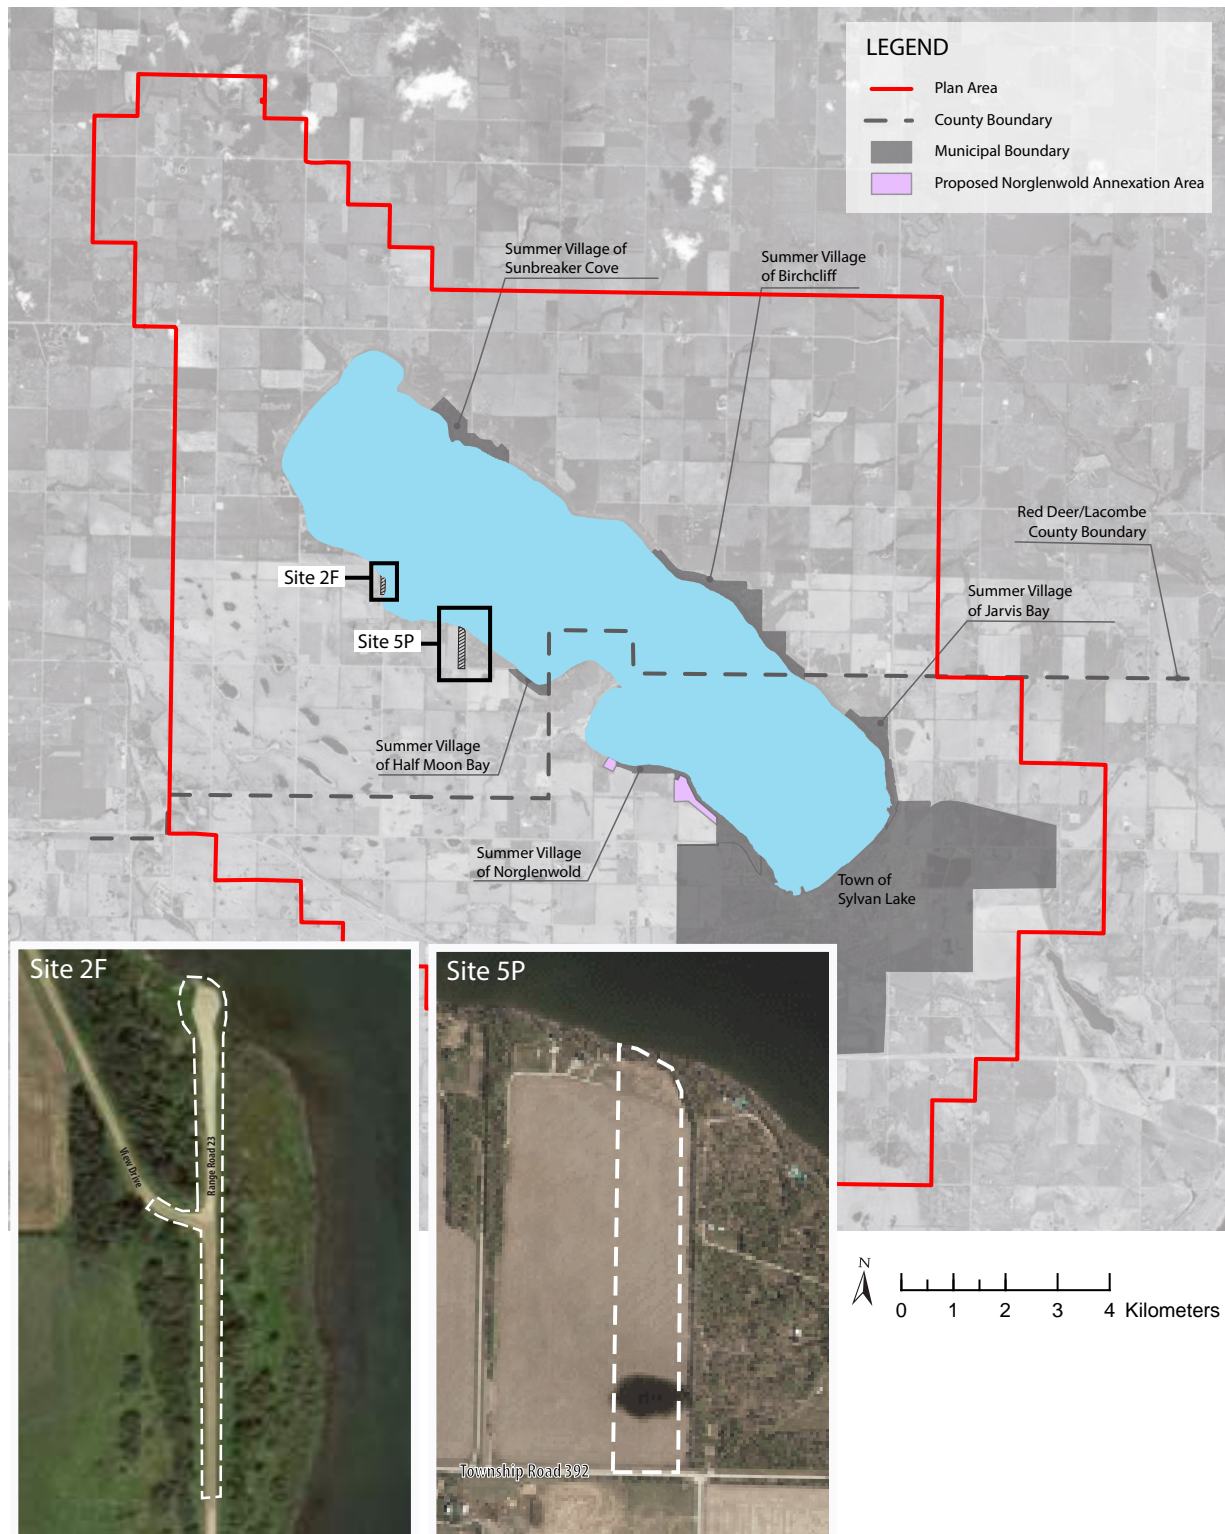 LEGEND
Plan Area
County Boundary
Municipal Boundary
Proposed Norglenwold Annexation Area
Summer Village of
Sunbreaker Cove
Summer Village
of Birchcliff
Red Deer/Lacombe
County Boundary
Summer Village
of Jarvis Bay
Site 2F
Site 5P
Summer Village
of Half Moon Bay
Summer Village
of Norglenwold
Town of
Sylvan Lake
Site 2F
View Drive
Range Road 23
Site 5P
Township Road 392
N
0 1 2 3 4 Kilometers